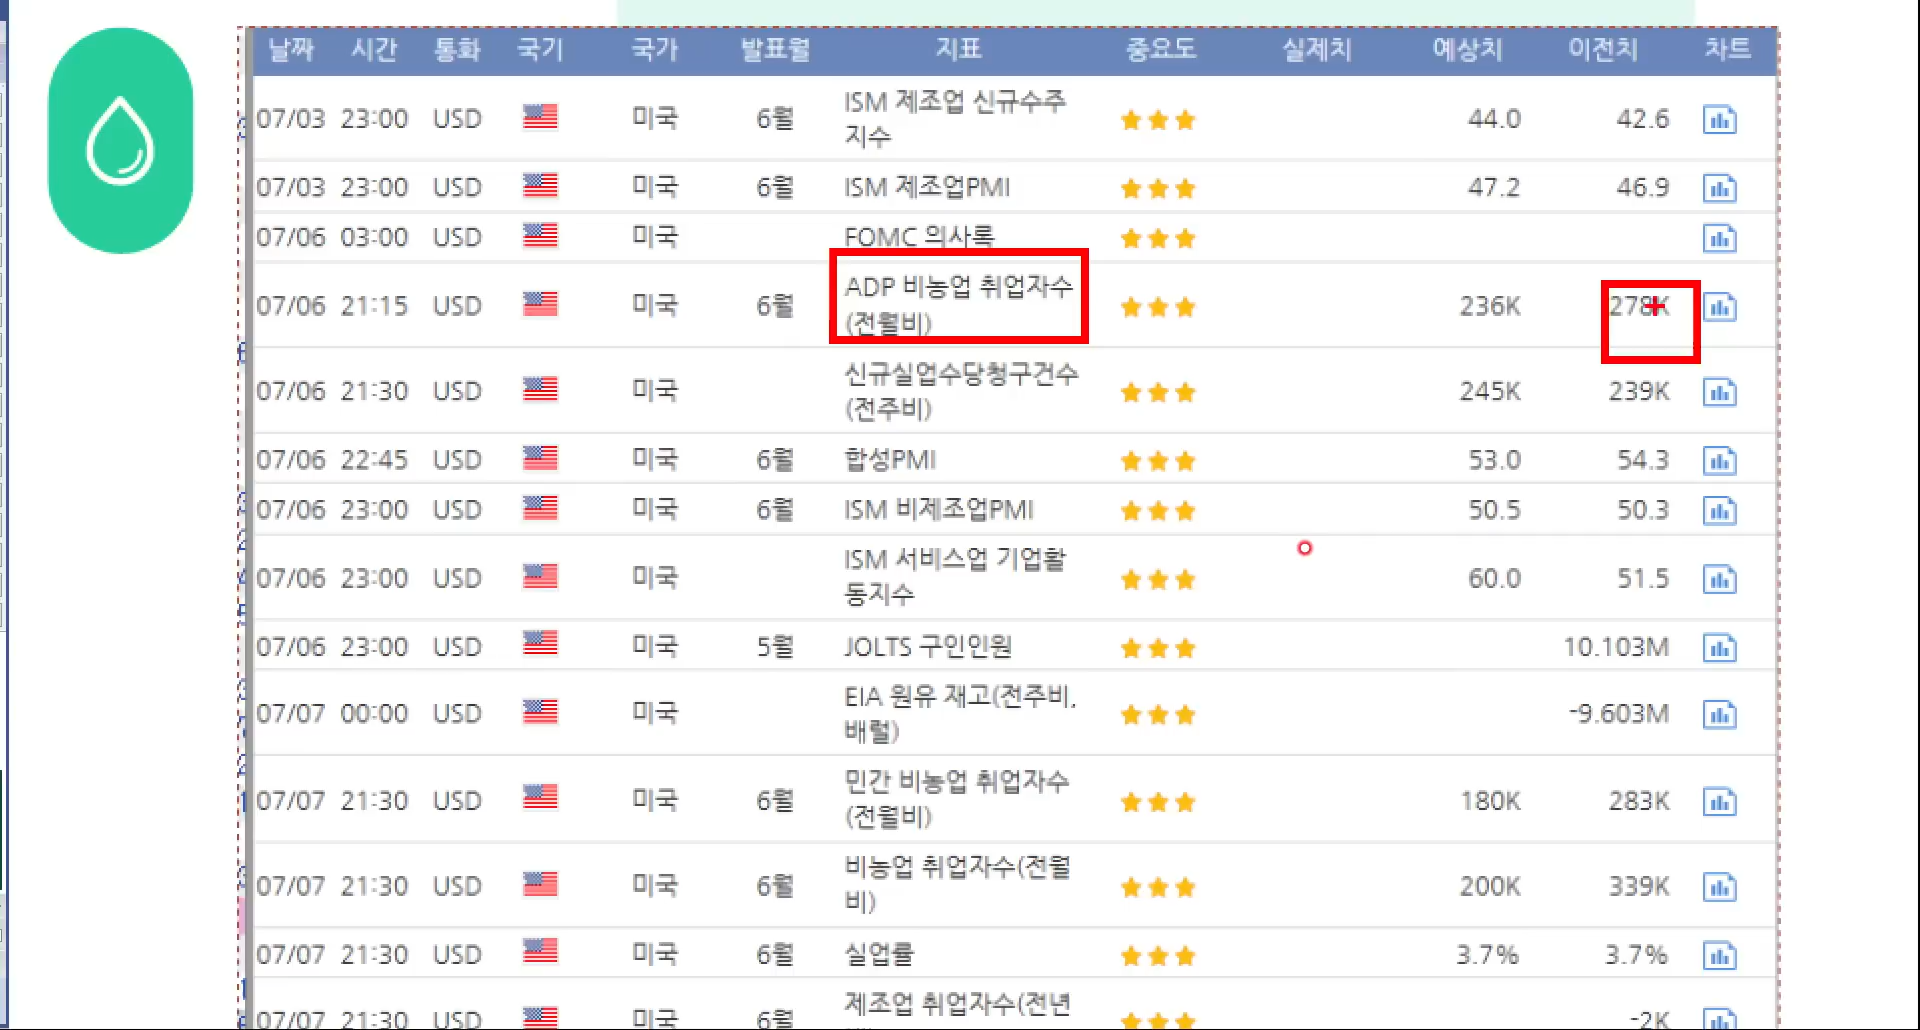 날짜 시간 통화 국기 국가 발표월 지표 중요도 실제치 예상치 이전치 차트
07/03 23:00 USD 미국 6월 ISM 제조업 신규수주
지수 44.0 42.6
07/03 23:00 USD 미국 6월 ISM 제조업PMI 47.2 46.9
07/06 03:00 USD 미국 FOMC 의사록
07/06 21:15 USD 미국 6월 ADP 비농업 취업자수
(전월비) 236K 278K
07/06 21:30 USD 미국 신규실업수당청구건수
(전주비) 245K 239K
07/06 22:45 USD 미국 6월 합성PMI 53.0 54.3
07/06 23:00 USD 미국 6월 ISM 비제조업PMI 50.5 50.3
07/06 23:00 USD 미국 ISM 서비스업 기업활
동지수 60.0 51.5
07/06 23:00 USD 미국 5월 JOLTS 구인인원 10.103M
07/07 00:00 USD 미국 EIA 원유 재고(전주비,
배럴) -9.603M
07/07 21:30 USD 미국 6월 민간 비농업 취업자수
(전월비) 180K 283K
07/07 21:30 USD 미국 6월 비농업 취업자수(전월
비) 200K 339K
07/07 21:30 USD 미국 6월 실업률 3.7% 3.7%
07/07 21:30 USD 미국 6월 제조업 취업자수(전년
-2K